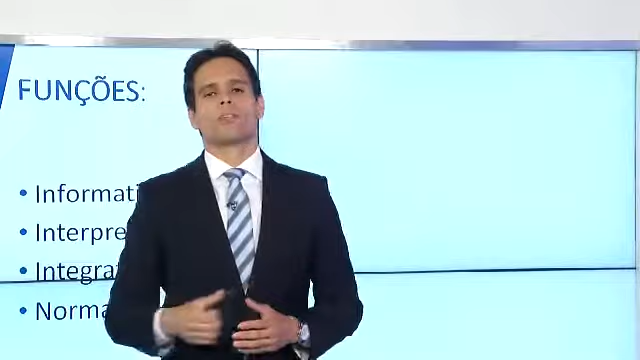 FUNÇÕES:
• Informati
• Interpre
• Integra
• Norma